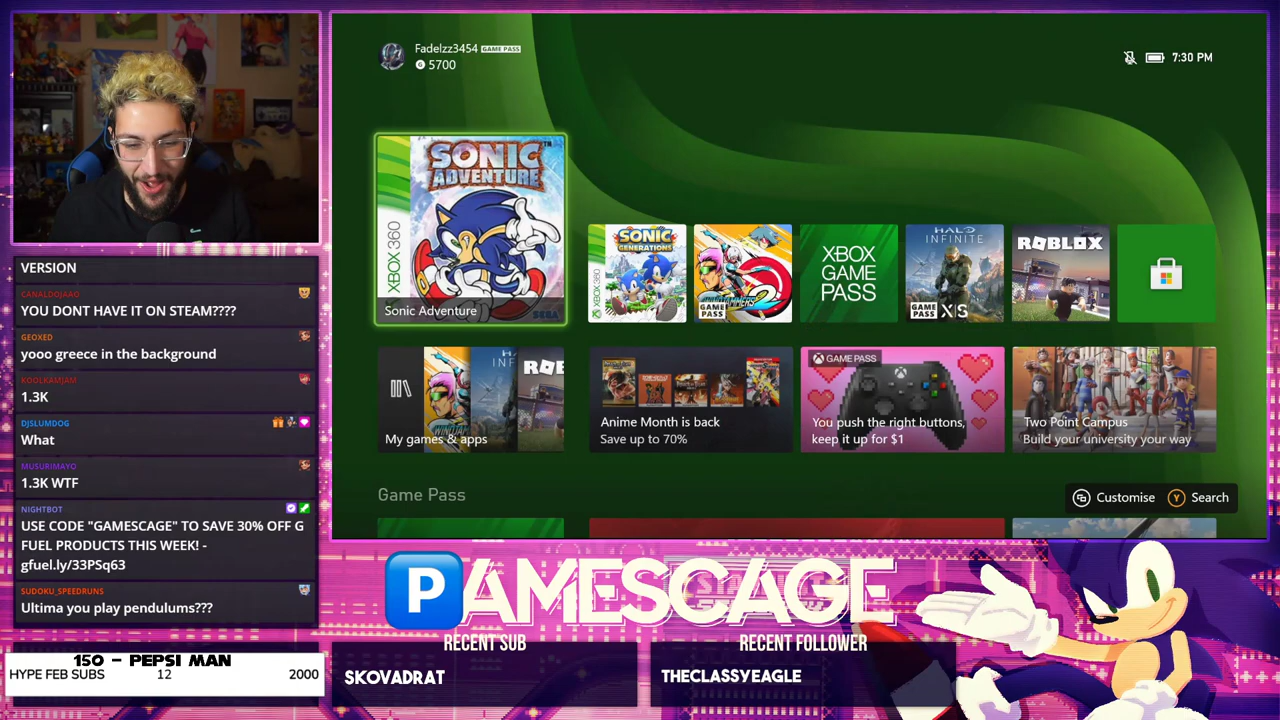 Fadelzz3454 GAME PASS
G 5700
7:30 PM
XBOX 360
SONIC
ADVENTURE
TM
SEGA
Sonic Adventure
XBOX 360
SONIC
GENERATIONS
WINDJAMMERS
2
GAME
PASS
XBOX
GAME
PASS
HALO
INFINITE
GAME
PASS
X|S
ROBLOX
INF
RO
My games & apps
Anime Month is back
Save up to 70%
GAME PASS
You push the right buttons,
keep it up for $1
Two Point Campus
Build your university your way
Game Pass
Customise
Y Search
VERSION
CANALDOJAAO
YOU DONT HAVE IT ON STEAM????
GEOXED
yooo greece in the background
KOOLKAMJAM
1.3K
DJSLUMDOG
What
MUSURIMAYO
1.3K WTF
NIGHTBOT
USE CODE "GAMESCAGE" TO SAVE 30% OFF G
FUEL PRODUCTS THIS WEEK! -
gfuel.ly/33PSq63
SUDOKU_SPEEDRUNS
Ultima you play pendulums???
150 - PEPSI MAN
HYPE FEB SUBS 12 2000
PAMESCAGE
RECENT SUB
SKOVADRAT
RECENT FOLLOWER
THECLASSYEAGLE